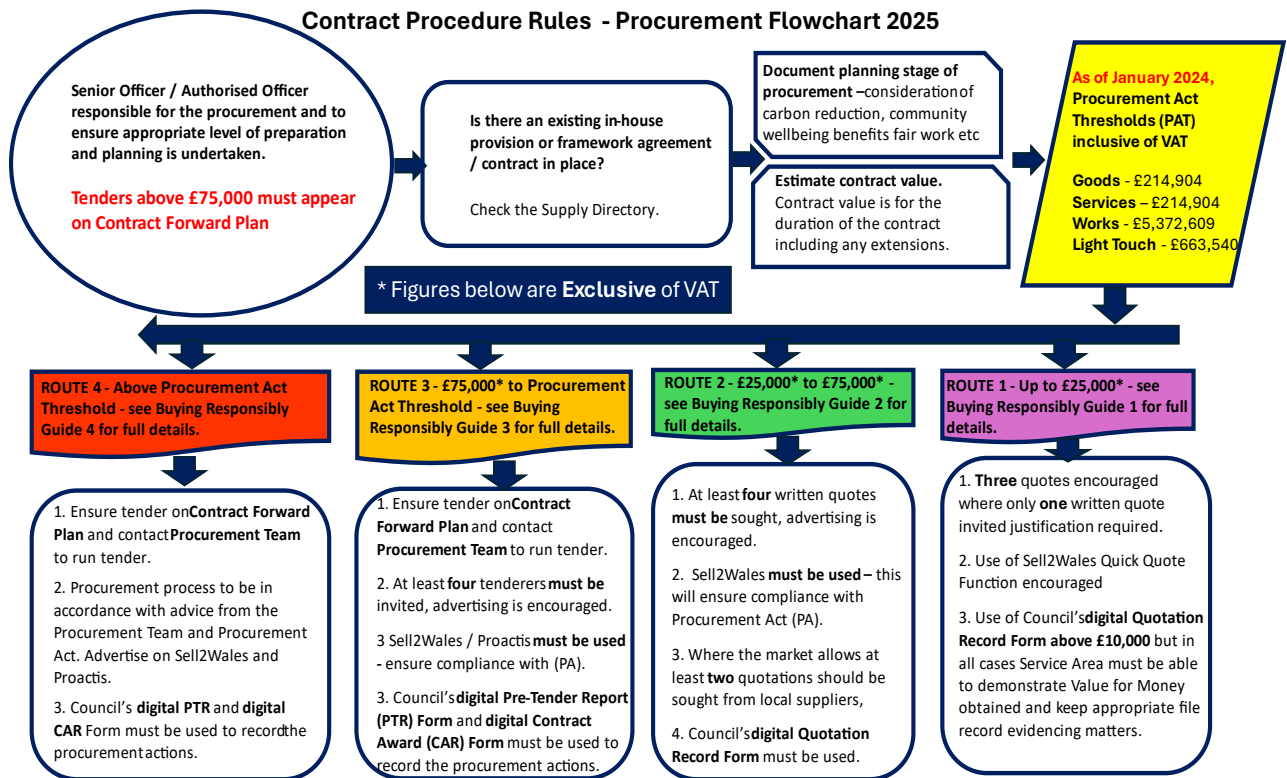 Contract Procedure Rules - Procurement Flowchart 2025
Senior Officer / Authorised Officer
responsible for the procurement and to
ensure appropriate level of preparation
and planning is undertaken.
Tenders above £75,000 must appear
on Contract Forward Plan
Is there an existing in-house
provision or framework agreement
/ contract in place?
Check the Supply Directory.
Document planning stage of
procurement –consideration of
carbon reduction, community
wellbeing benefits fair work etc
Estimate contract value.
Contract value is for the
duration of the contract
including any extensions.
As of January 2024,
Procurement Act
Thresholds (PAT)
inclusive of VAT
Goods - £214,904
Services – £214,904
Works - £5,372,609
Light Touch - £663,540
* Figures below are Exclusive of VAT
ROUTE 4 - Above Procurement Act
Threshold - see Buying Responsibly
Guide 4 for full details.
1. Ensure tender on Contract Forward
Plan and contact Procurement Team
to run tender.
2. Procurement process to be in
accordance with advice from the
Procurement Team and Procurement
Act. Advertise on Sell2Wales and
Proactis.
3. Council's digital PTR and digital
CAR Form must be used to record the
procurement actions.
ROUTE 3 - £75,000* to Procurement
Act Threshold - see Buying
Responsibly Guide 3 for full details.
1. Ensure tender on Contract
Forward Plan and contact
Procurement Team to run tender.
2. At least four tenderers must be
invited, advertising is encouraged.
3 Sell2Wales / Proactis must be used
- ensure compliance with (PA).
3. Council's digital Pre-Tender Report
(PTR) Form and digital Contract
Award (CAR) Form must be used to
record the procurement actions.
ROUTE 2 - £25,000* to £75,000* -
see Buying Responsibly Guide 2 for
full details.
1. At least four written quotes
must be sought, advertising is
encouraged.
2. Sell2Wales must be used – this
will ensure compliance with
Procurement Act (PA).
3. Where the market allows at
least two quotations should be
sought from local suppliers,
4. Council's digital Quotation
Record Form must be used.
ROUTE 1 - Up to £25,000* - see
Buying Responsibly Guide 1 for full
details.
1. Three quotes encouraged
where only one written quote
invited justification required.
2. Use of Sell2Wales Quick Quote
Function encouraged
3. Use of Council's digital Quotation
Record Form above £10,000 but in
all cases Service Area must be able
to demonstrate Value for Money
obtained and keep appropriate file
record evidencing matters.